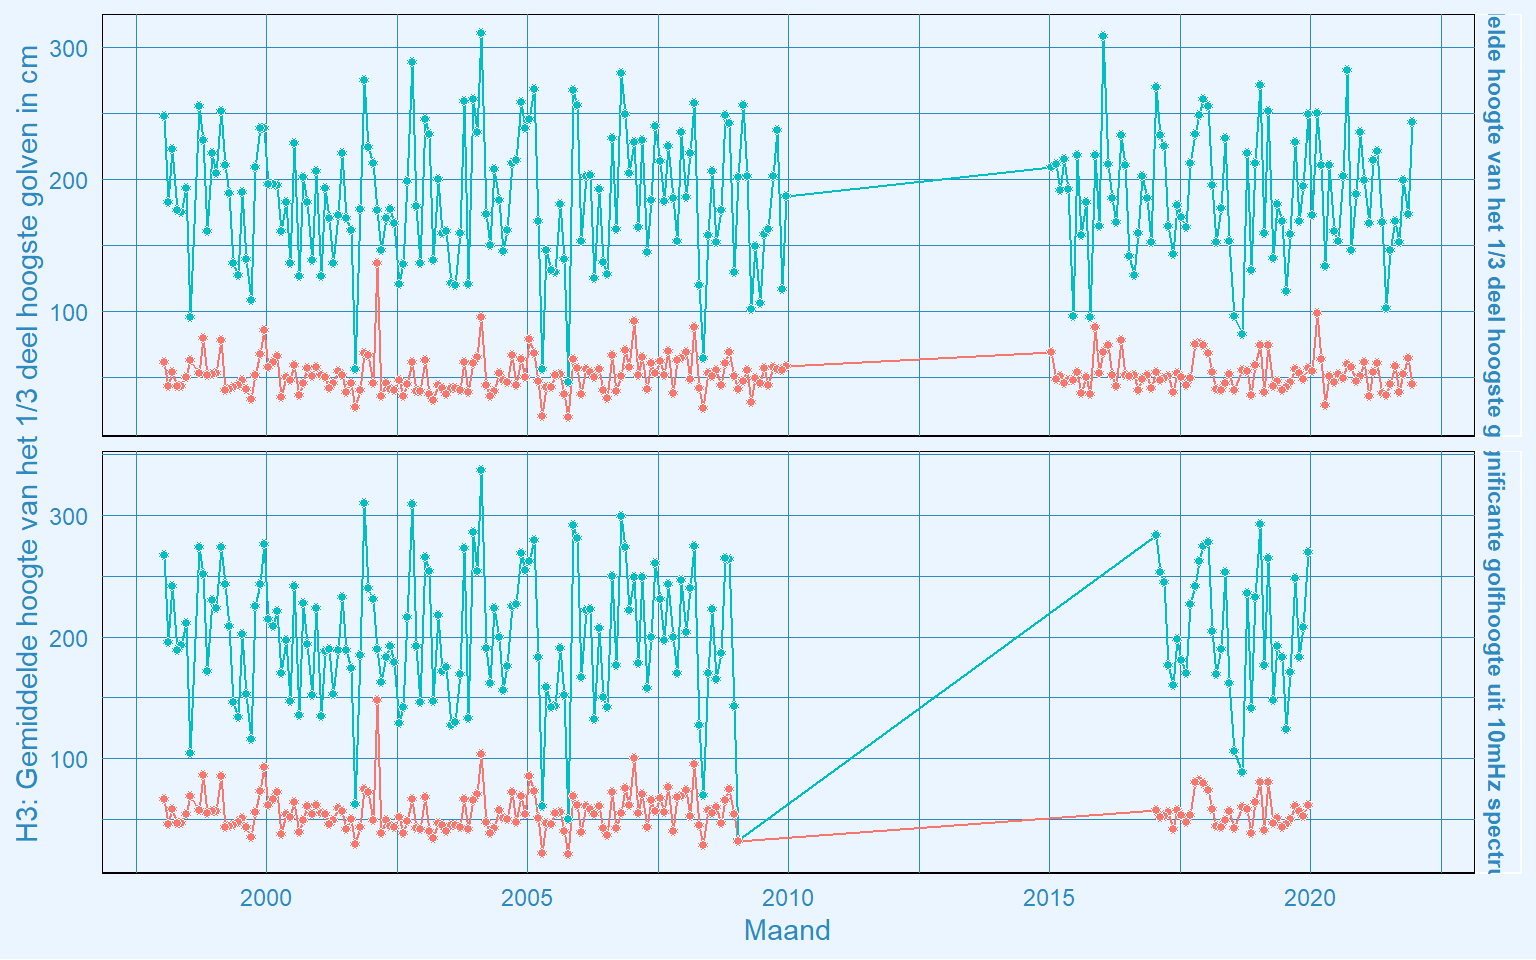 H3: Gemiddelde hoogte van het 1/3 deel hoogste golven in cm
300
200
100
elde hoogte van het 1/3 deel hoogste g
300
200
100
nificante golfhoogte uit 10mHz spectru
2000
2005
2010
2015
2020
Maand